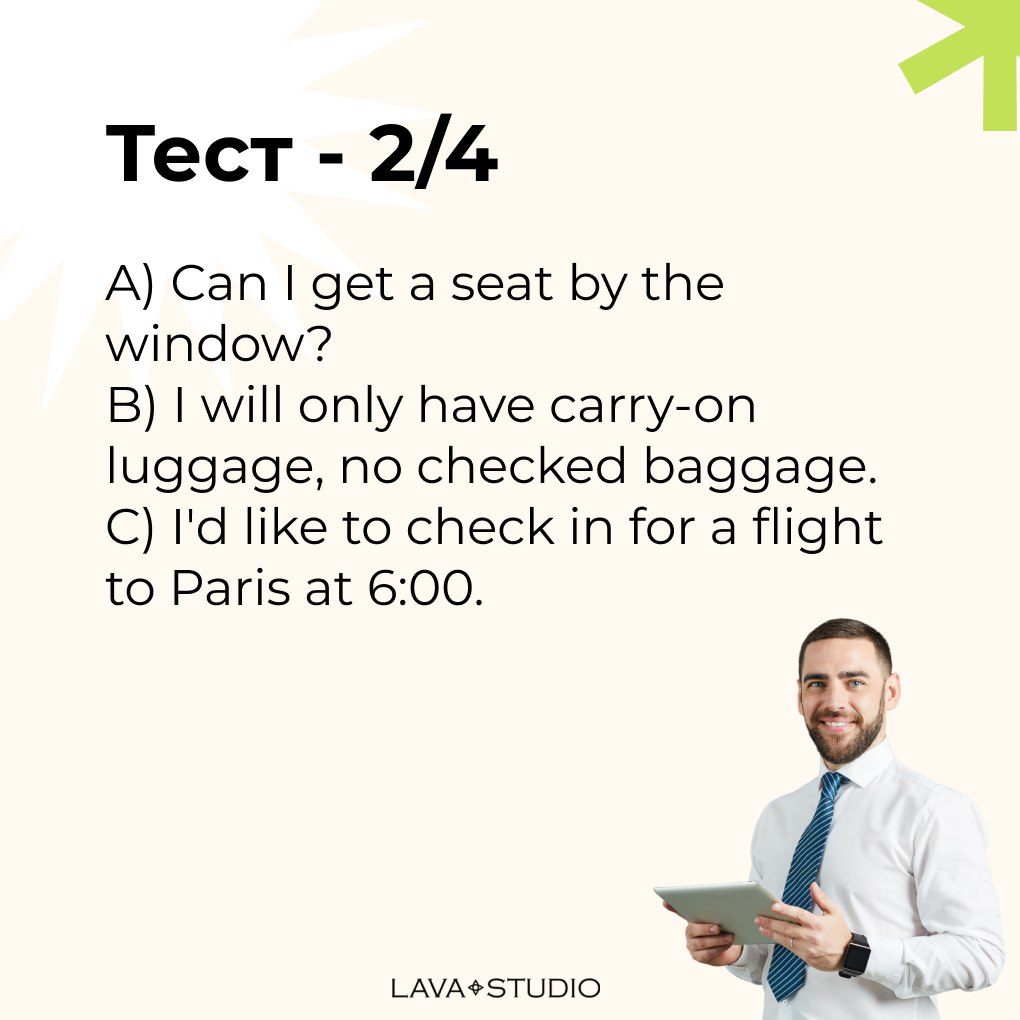 Тест - 2/4
A) Can I get a seat by the
window?
B) I will only have carry-on
luggage, no checked baggage.
C) I'd like to check in for a flight
to Paris at 6:00.
LAVA STUDIO